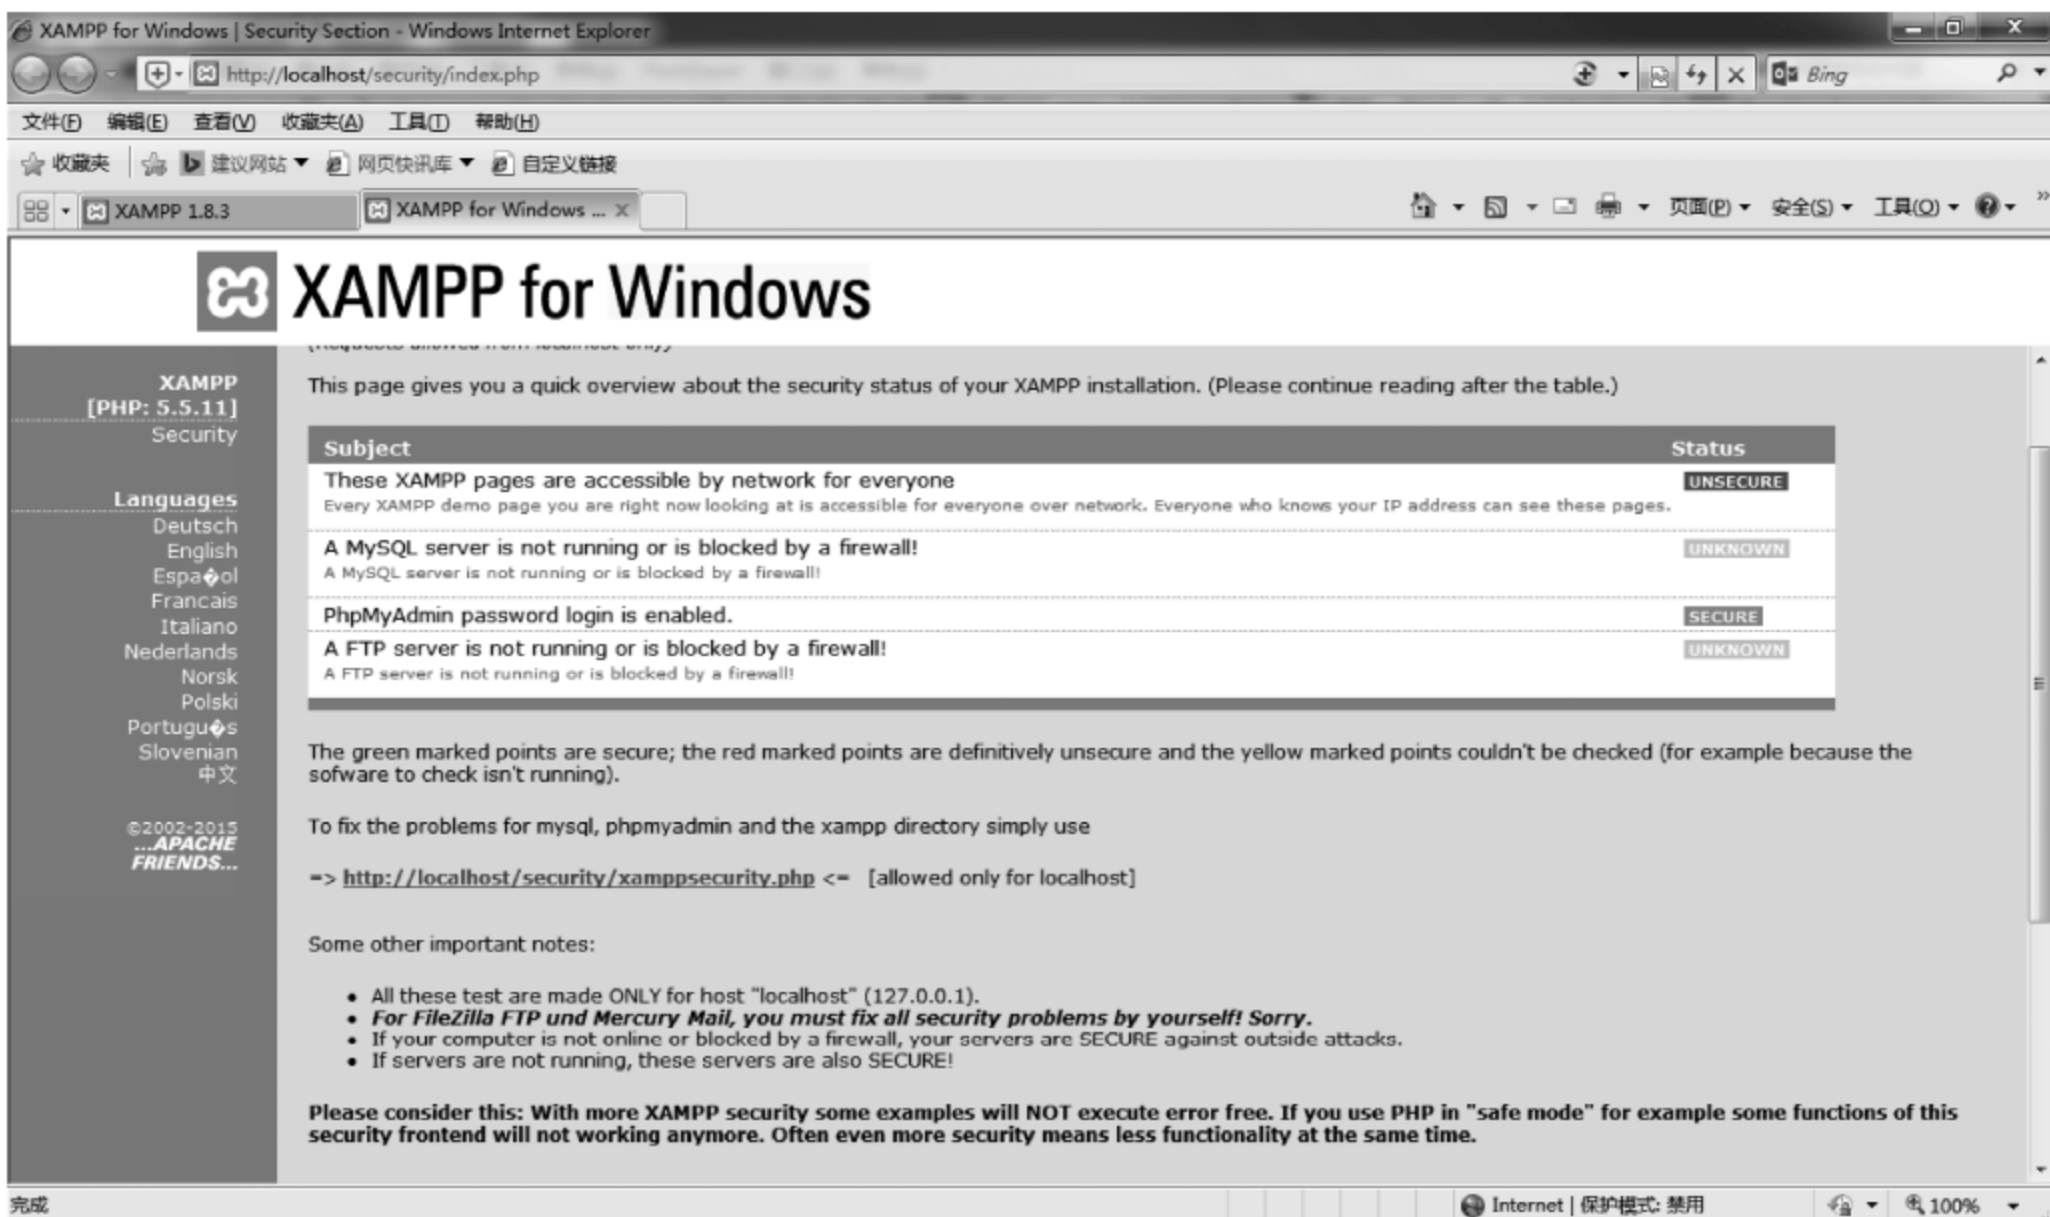 XAMPP for Windows | Security Section - Windows Internet Explorer
http://localhost/security/index.php
Bing
文件(F) 编辑(E) 查看(V) 收藏夹(A) 工具(T) 帮助(H)
收藏夹 建议网站 网页快讯库 自定义链接
XAMPP 1.8.3 XAMPP for Windows ... 页面(P) 安全(S) 工具(O)
XAMPP for Windows
XAMPP
[PHP: 5.5.11]
Security
Languages
Deutsch
English
Espa�ol
Francais
Italiano
Nederlands
Norsk
Polski
Portugu�s
Slovenian
中文
©2002-2015
...APACHE
FRIENDS...
(Requests allowed from localhost only)
This page gives you a quick overview about the security status of your XAMPP installation. (Please continue reading after the table.)
Subject Status
These XAMPP pages are accessible by network for everyone UNSECURE
Every XAMPP demo page you are right now looking at is accessible for everyone over network. Everyone who knows your IP address can see these pages.
A MySQL server is not running or is blocked by a firewall! UNKNOWN
A MySQL server is not running or is blocked by a firewall!
PhpMyAdmin password login is enabled. SECURE
A FTP server is not running or is blocked by a firewall! UNKNOWN
A FTP server is not running or is blocked by a firewall!
The green marked points are secure; the red marked points are definitively unsecure and the yellow marked points couldn't be checked (for example because the
sofware to check isn't running).
To fix the problems for mysql, phpmyadmin and the xampp directory simply use
=> http://localhost/security/xamppsecurity.php <= [allowed only for localhost]
Some other important notes:
• All these test are made ONLY for host "localhost" (127.0.0.1).
• For FileZilla FTP und Mercury Mail, you must fix all security problems by yourself! Sorry.
• If your computer is not online or blocked by a firewall, your servers are SECURE against outside attacks.
• If servers are not running, these servers are also SECURE!
Please consider this: With more XAMPP security some examples will NOT execute error free. If you use PHP in "safe mode" for example some functions of this
security frontend will not working anymore. Often even more security means less functionality at the same time.
完成 Internet | 保护模式: 禁用 100%